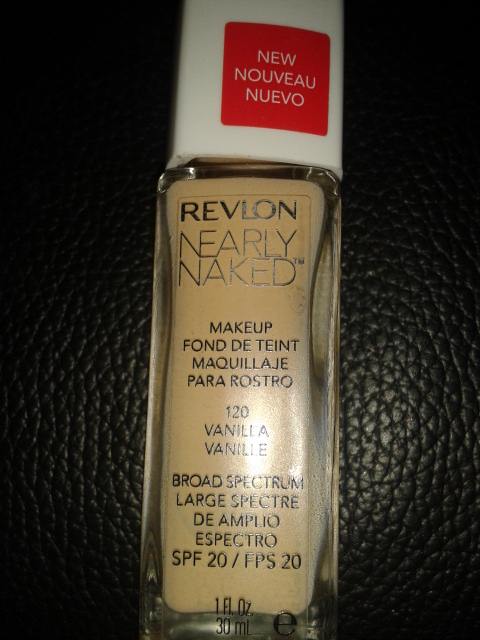 NEW
NOUVEAU
NUEVO
REVLON
NEARLY
NAKED™
MAKEUP
FOND DE TEINT
MAQUILLAJE
PARA ROSTRO
120
VANILLA
VANILLE
BROAD SPECTRUM
LARGE SPECTRE
DE AMPLIO
ESPECTRO
SPF 20 / FPS 20
1 Fl. Oz.
30 mL ℮